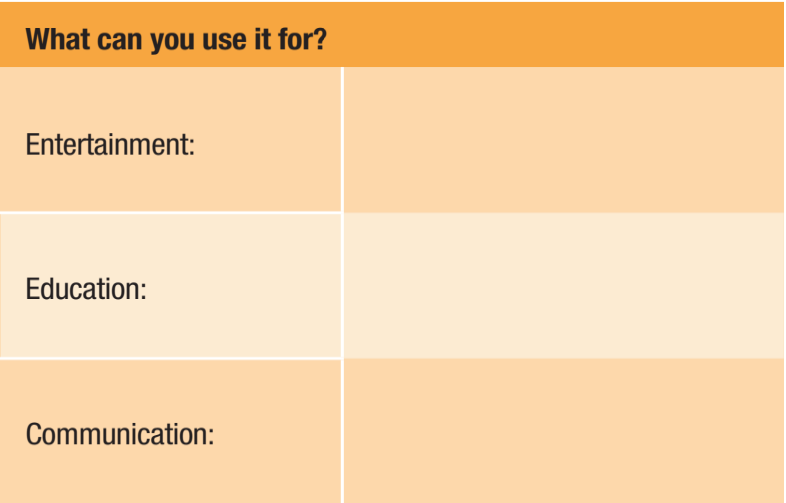 What can you use it for?
Entertainment:
Education:
Communication: